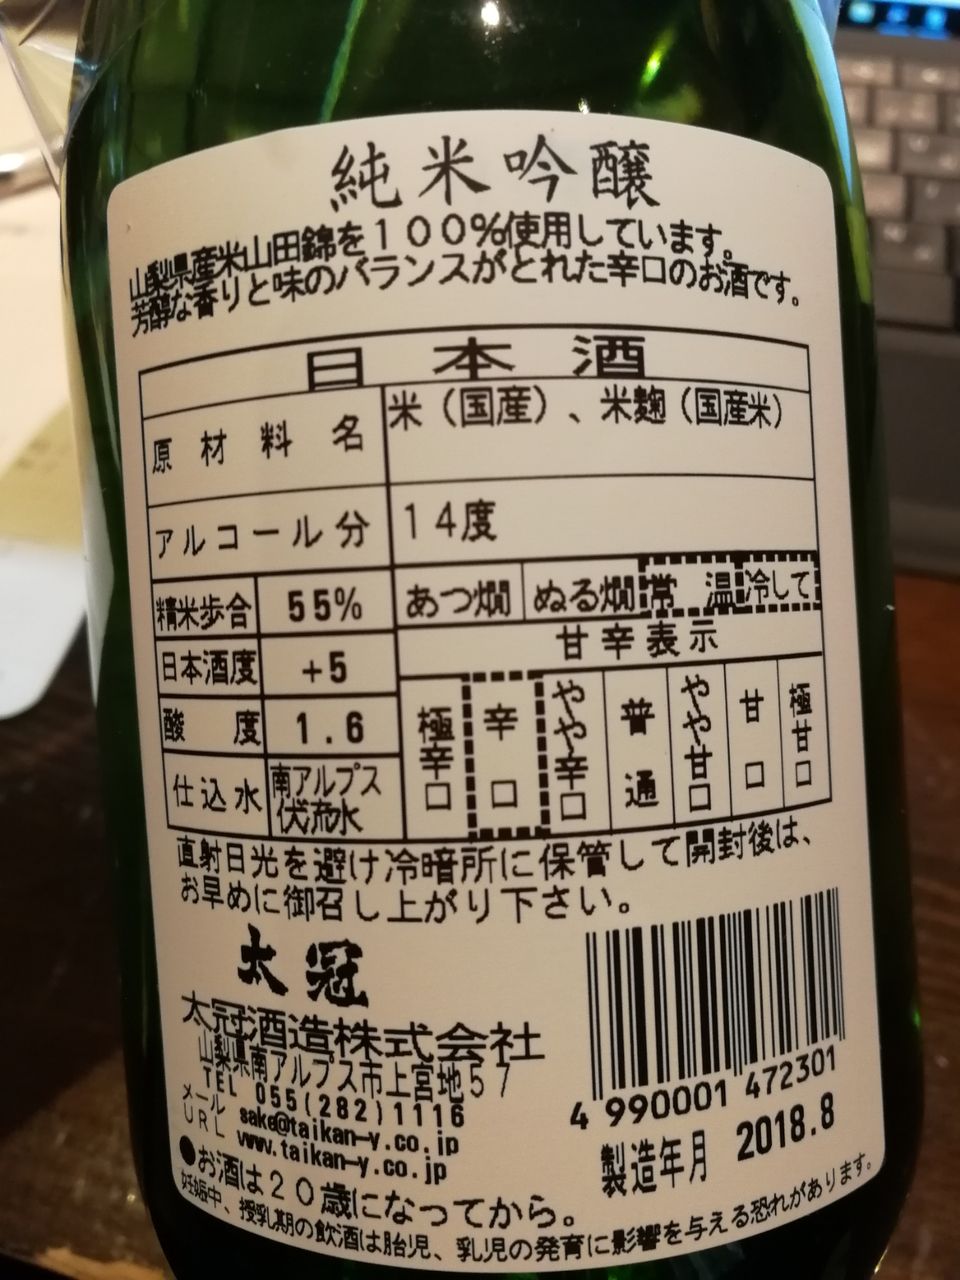 純米吟醸
山梨県産米山田錦を100%使用しています。
芳醇な香りと味のバランスがとれた辛口のお酒です。
日本酒
原材料名 米（国産）、米麹（国産米）
アルコール分 14度
精米歩合 55% あつ燗 ぬる燗 常温 冷して
日本酒度 +5 甘辛表示
酸度 1.6 極辛口 辛口 やや辛口 普通 やや甘口 甘口 極甘口
仕込水 南アルプス伏流水
直射日光を避け冷暗所に保管して開封後は、
お早めに御召し上がり下さい。
太冠
太冠酒造株式会社
山梨県南アルプス市上宮地57
TEL 055(282)1116
メール sake@taikan-y.co.jp
URL www.taikan-y.co.jp
4 990001 472301
製造年月 2018.8
●お酒は20歳になってから。
妊娠中、授乳期の飲酒は胎児、乳児の発育に影響を与える恐れがあります。